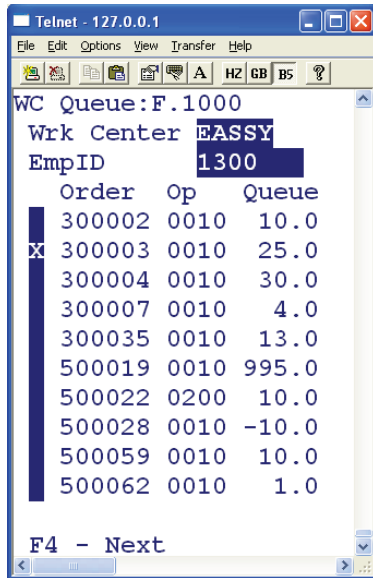 Telnet - 127.0.0.1
File Edit Options View Transfer Help
A HZ GB B5 ?
WC Queue:F.1000
Wrk Center EASSY
EmpID 1300
Order Op Queue
300002 0010 10.0
X 300003 0010 25.0
300004 0010 30.0
300007 0010 4.0
300035 0010 13.0
500019 0010 995.0
500022 0200 10.0
500028 0010 -10.0
500059 0010 10.0
500062 0010 1.0
F4 - Next